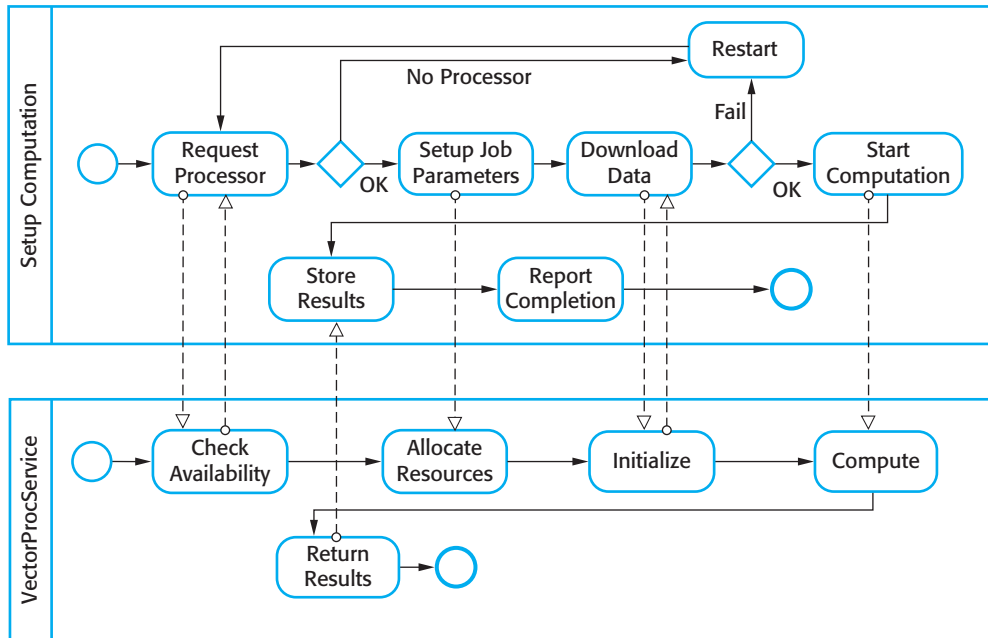 Setup Computation
Restart
No Processor
Fail
Request
Processor
OK
Setup Job
Parameters
Download
Data
OK
Start
Computation
Store
Results
Report
Completion
VectorProcService
Check
Availability
Allocate
Resources
Initialize
Compute
Return
Results